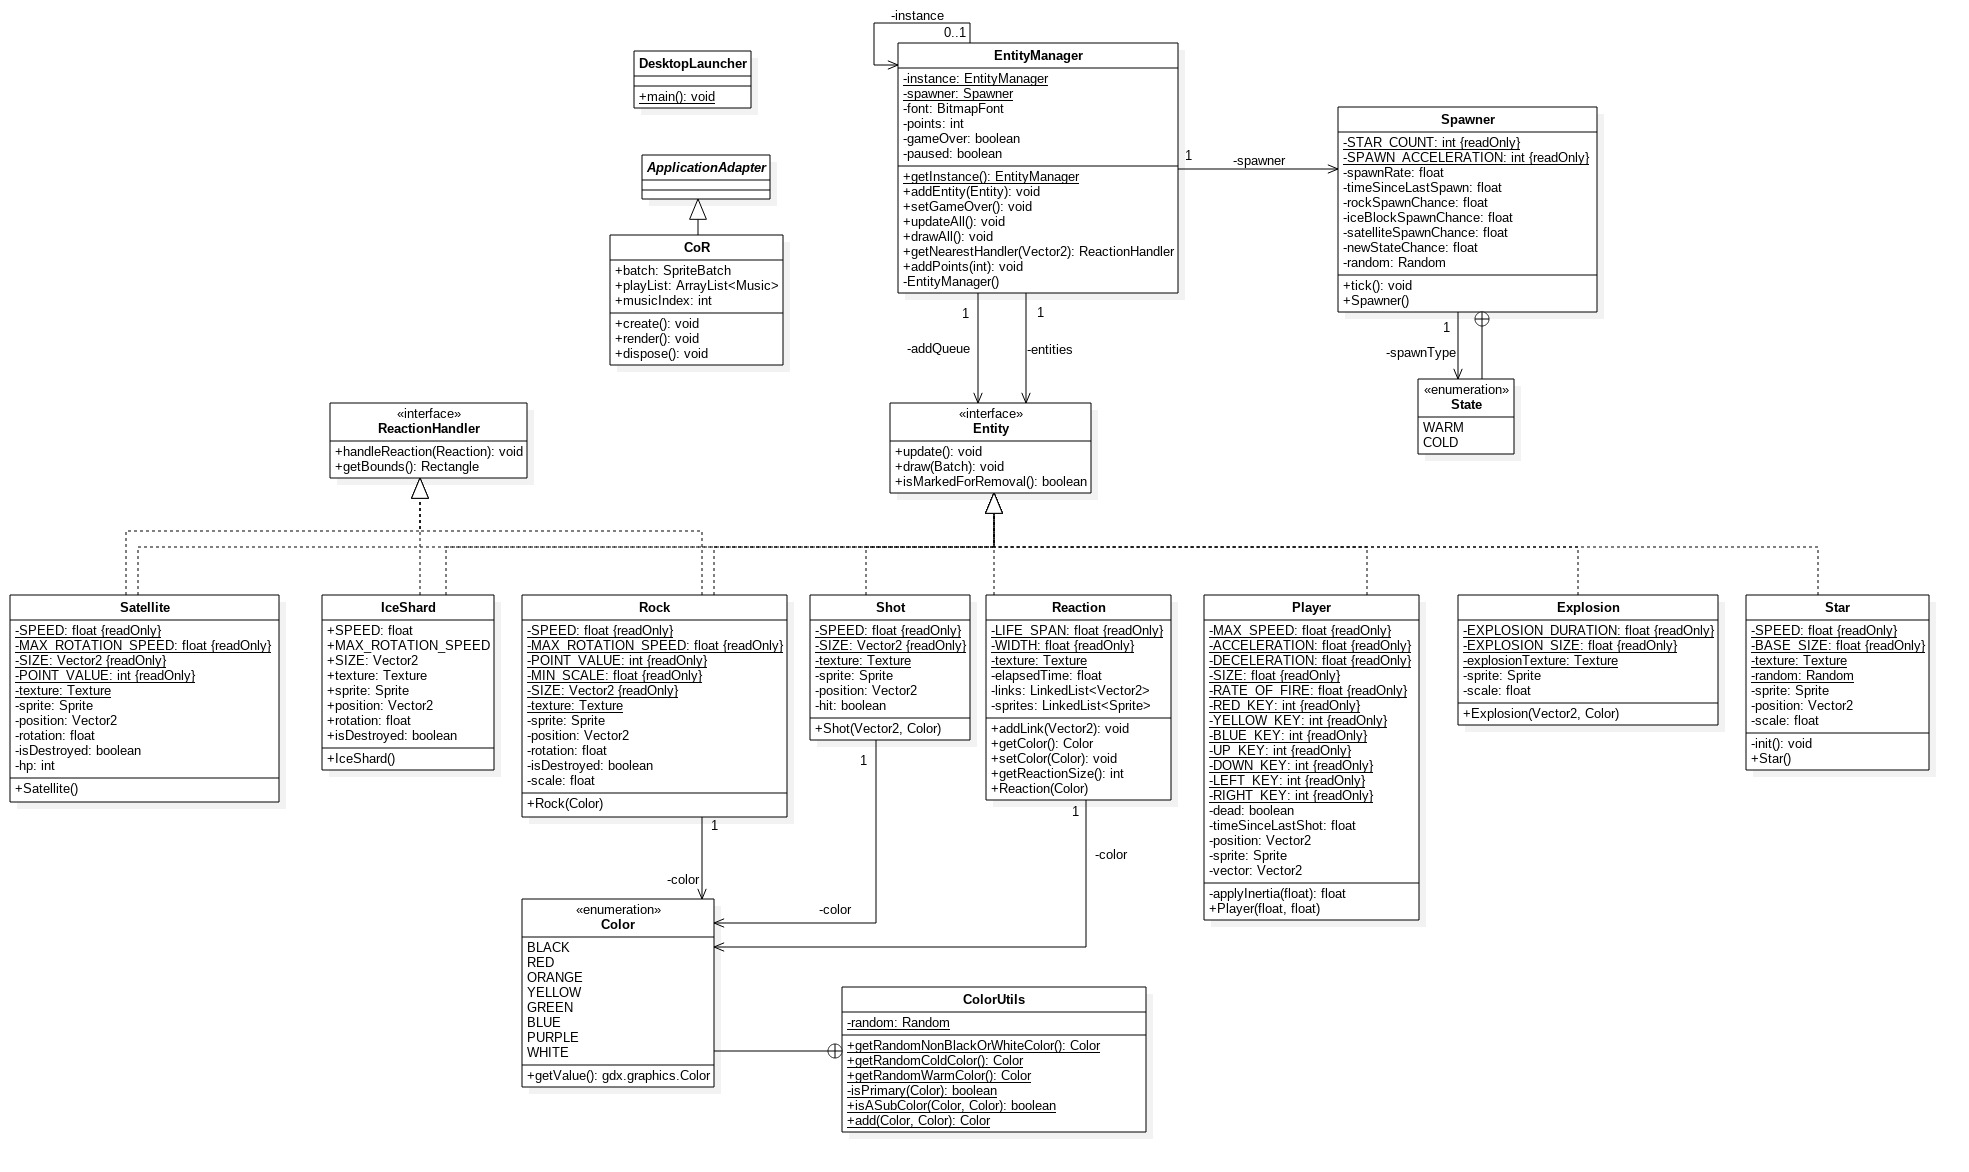 -instance
0..1
EntityManager
-instance: EntityManager
-spawner: Spawner
-font: BitmapFont
-points: int
-gameOver: boolean
-paused: boolean
+getInstance(): EntityManager
+addEntity(Entity): void
+setGameOver(): void
+updateAll(): void
+drawAll(): void
+getNearestHandler(Vector2): ReactionHandler
+addPoints(int): void
-EntityManager()
DesktopLauncher
+main(): void
ApplicationAdapter
CoR
+batch: SpriteBatch
+playList: ArrayList<Music>
+musicIndex: int
+create(): void
+render(): void
+dispose(): void
1
-spawner
Spawner
-STAR_COUNT: int {readOnly}
-SPAWN_ACCELERATION: int {readOnly}
-spawnRate: float
-timeSinceLastSpawn: float
-rockSpawnChance: float
-iceBlockSpawnChance: float
-satelliteSpawnChance: float
-newStateChance: float
-random: Random
+tick(): void
+Spawner()
1
-spawnType
«enumeration»
State
WARM
COLD
1
1
-addQueue
-entities
«interface»
ReactionHandler
+handleReaction(Reaction): void
+getBounds(): Rectangle
«interface»
Entity
+update(): void
+draw(Batch): void
+isMarkedForRemoval(): boolean
Satellite
-SPEED: float {readOnly}
-MAX_ROTATION_SPEED: float {readOnly}
-SIZE: Vector2 {readOnly}
-POINT_VALUE: int {readOnly}
-texture: Texture
-sprite: Sprite
-position: Vector2
-rotation: float
-isDestroyed: boolean
-hp: int
+Satellite()
IceShard
+SPEED: float
+MAX_ROTATION_SPEED
+SIZE: Vector2
+texture: Texture
+sprite: Sprite
+position: Vector2
+rotation: float
+isDestroyed: boolean
+IceShard()
Rock
-SPEED: float {readOnly}
-MAX_ROTATION_SPEED: float {readOnly}
-POINT_VALUE: int {readOnly}
-MIN_SCALE: float {readOnly}
-SIZE: Vector2 {readOnly}
-texture: Texture
-sprite: Sprite
-position: Vector2
-rotation: float
-isDestroyed: boolean
-scale: float
+Rock(Color)
Shot
-SPEED: float {readOnly}
-SIZE: Vector2 {readOnly}
-texture: Texture
-sprite: Sprite
-position: Vector2
-hit: boolean
+Shot(Vector2, Color)
Reaction
-LIFE_SPAN: float {readOnly}
-WIDTH: float {readOnly}
-texture: Texture
-elapsedTime: float
-links: LinkedList<Vector2>
-sprites: LinkedList<Sprite>
+addLink(Vector2): void
+getColor(): Color
+setColor(Color): void
+getReactionSize(): int
+Reaction(Color)
Player
-MAX_SPEED: float {readOnly}
-ACCELERATION: float {readOnly}
-DECELERATION: float {readOnly}
-SIZE: float {readOnly}
-RATE_OF_FIRE: float {readOnly}
-RED_KEY: int {readOnly}
-YELLOW_KEY: int {readOnly}
-BLUE_KEY: int {readOnly}
-UP_KEY: int {readOnly}
-DOWN_KEY: int {readOnly}
-LEFT_KEY: int {readOnly}
-RIGHT_KEY: int {readOnly}
-dead: boolean
-timeSinceLastShot: float
-position: Vector2
-sprite: Sprite
-vector: Vector2
-applyInertia(float): float
+Player(float, float)
Explosion
-EXPLOSION_DURATION: float {readOnly}
-EXPLOSION_SIZE: float {readOnly}
-explosionTexture: Texture
-sprite: Sprite
-scale: float
+Explosion(Vector2, Color)
Star
-SPEED: float {readOnly}
-BASE_SIZE: float {readOnly}
-texture: Texture
-random: Random
-sprite: Sprite
-position: Vector2
-scale: float
-init(): void
+Star()
1
-color
1
-color
1
-color
«enumeration»
Color
BLACK
RED
ORANGE
YELLOW
GREEN
BLUE
PURPLE
WHITE
+getValue(): gdx.graphics.Color
ColorUtils
-random: Random
+getRandomNonBlackOrWhiteColor(): Color
+getRandomColdColor(): Color
+getRandomWarmColor(): Color
-isPrimary(Color): boolean
+isASubColor(Color, Color): boolean
+add(Color, Color): Color